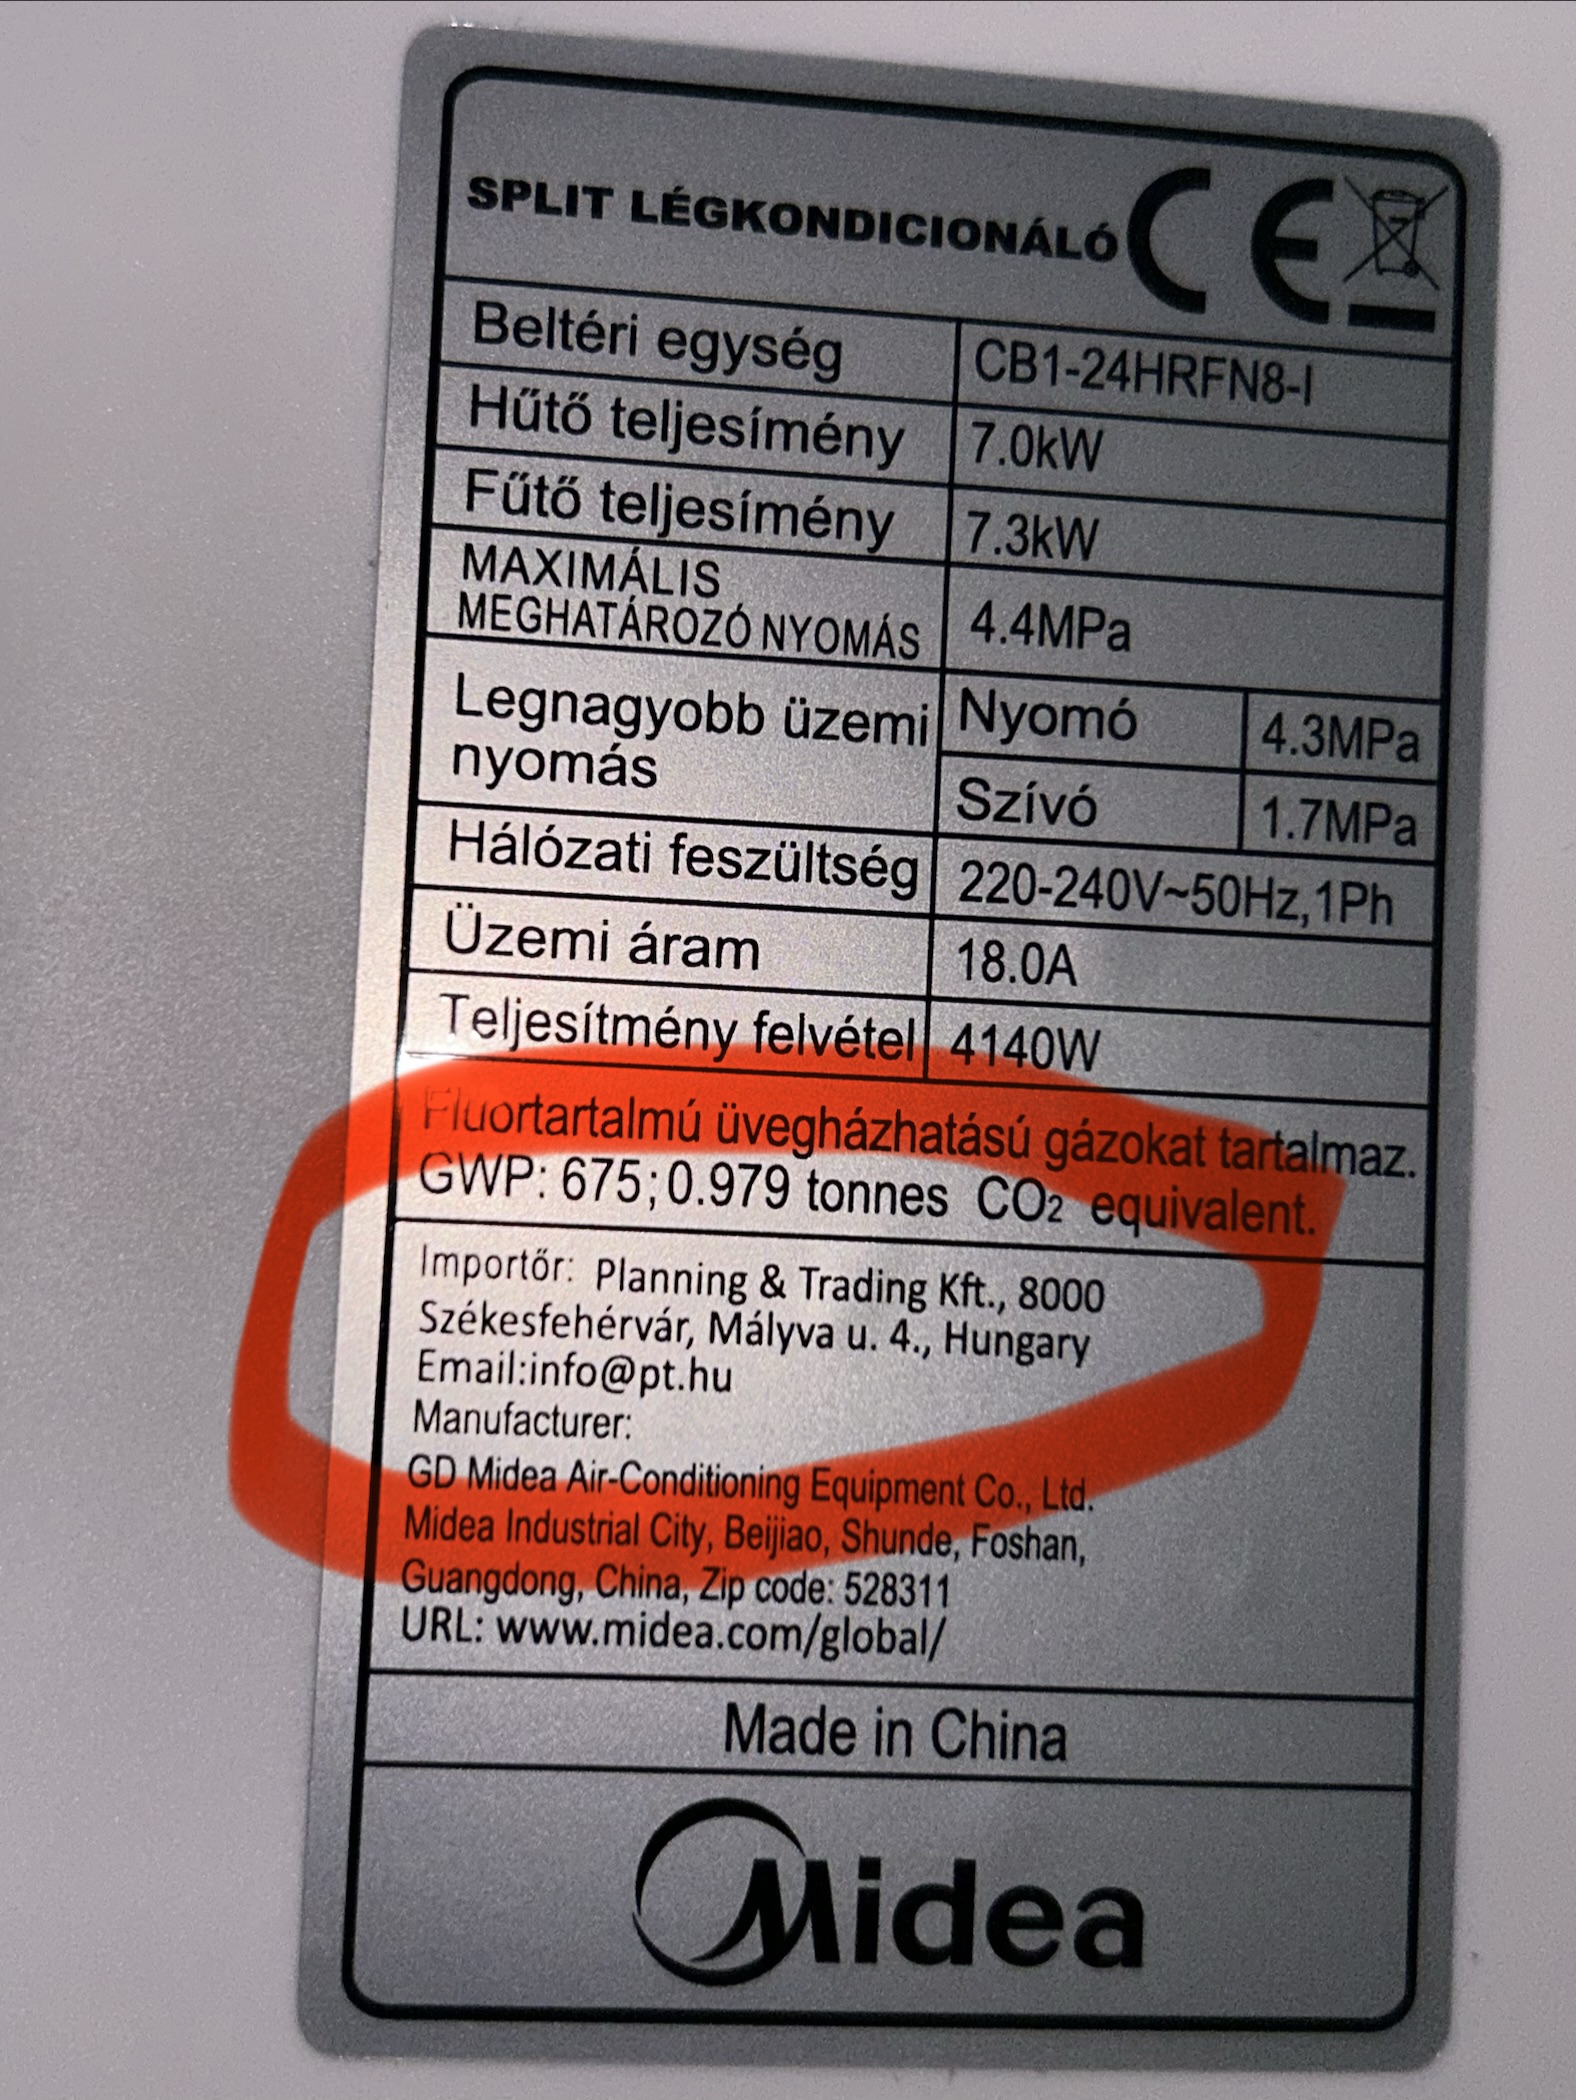 SPLIT LÉGKONDICIONÁLÓ CE
Beltéri egység CB1-24HRFN8-I
Hűtő teljesímény 7.0kW
Fűtő teljesímény 7.3kW
MAXIMÁLIS
MEGHATÁROZÓ NYOMÁS 4.4MPa
Legnagyobb üzemi nyomás Nyomó 4.3MPa
Szívó 1.7MPa
Hálózati feszültség 220-240V~50Hz,1Ph
Üzemi áram 18.0A
Teljesítmény felvétel 4140W
Fluortartalmú üvegházhatású gázokat tartalmaz.
GWP: 675;0.979 tonnes CO2 equivalent.
Importőr: Planning & Trading Kft., 8000
Székesfehérvár, Mályva u. 4., Hungary
Email:info@pt.hu
Manufacturer:
GD Midea Air-Conditioning Equipment Co., Ltd.
Midea Industrial City, Beijiao, Shunde, Foshan,
Guangdong, China, Zip code: 528311
URL: www.midea.com/global/
Made in China
Midea